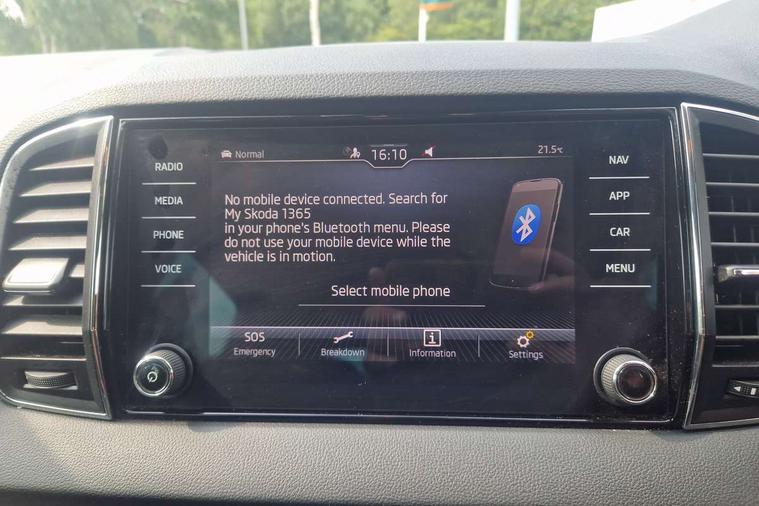 Normal
16:10
21.5°C
RADIO
MEDIA
PHONE
VOICE
No mobile device connected. Search for
My Skoda 1365
in your phone's Bluetooth menu. Please
do not use your mobile device while the
vehicle is in motion.
Select mobile phone
SOS
Emergency
Breakdown
Information
Settings
NAV
APP
CAR
MENU